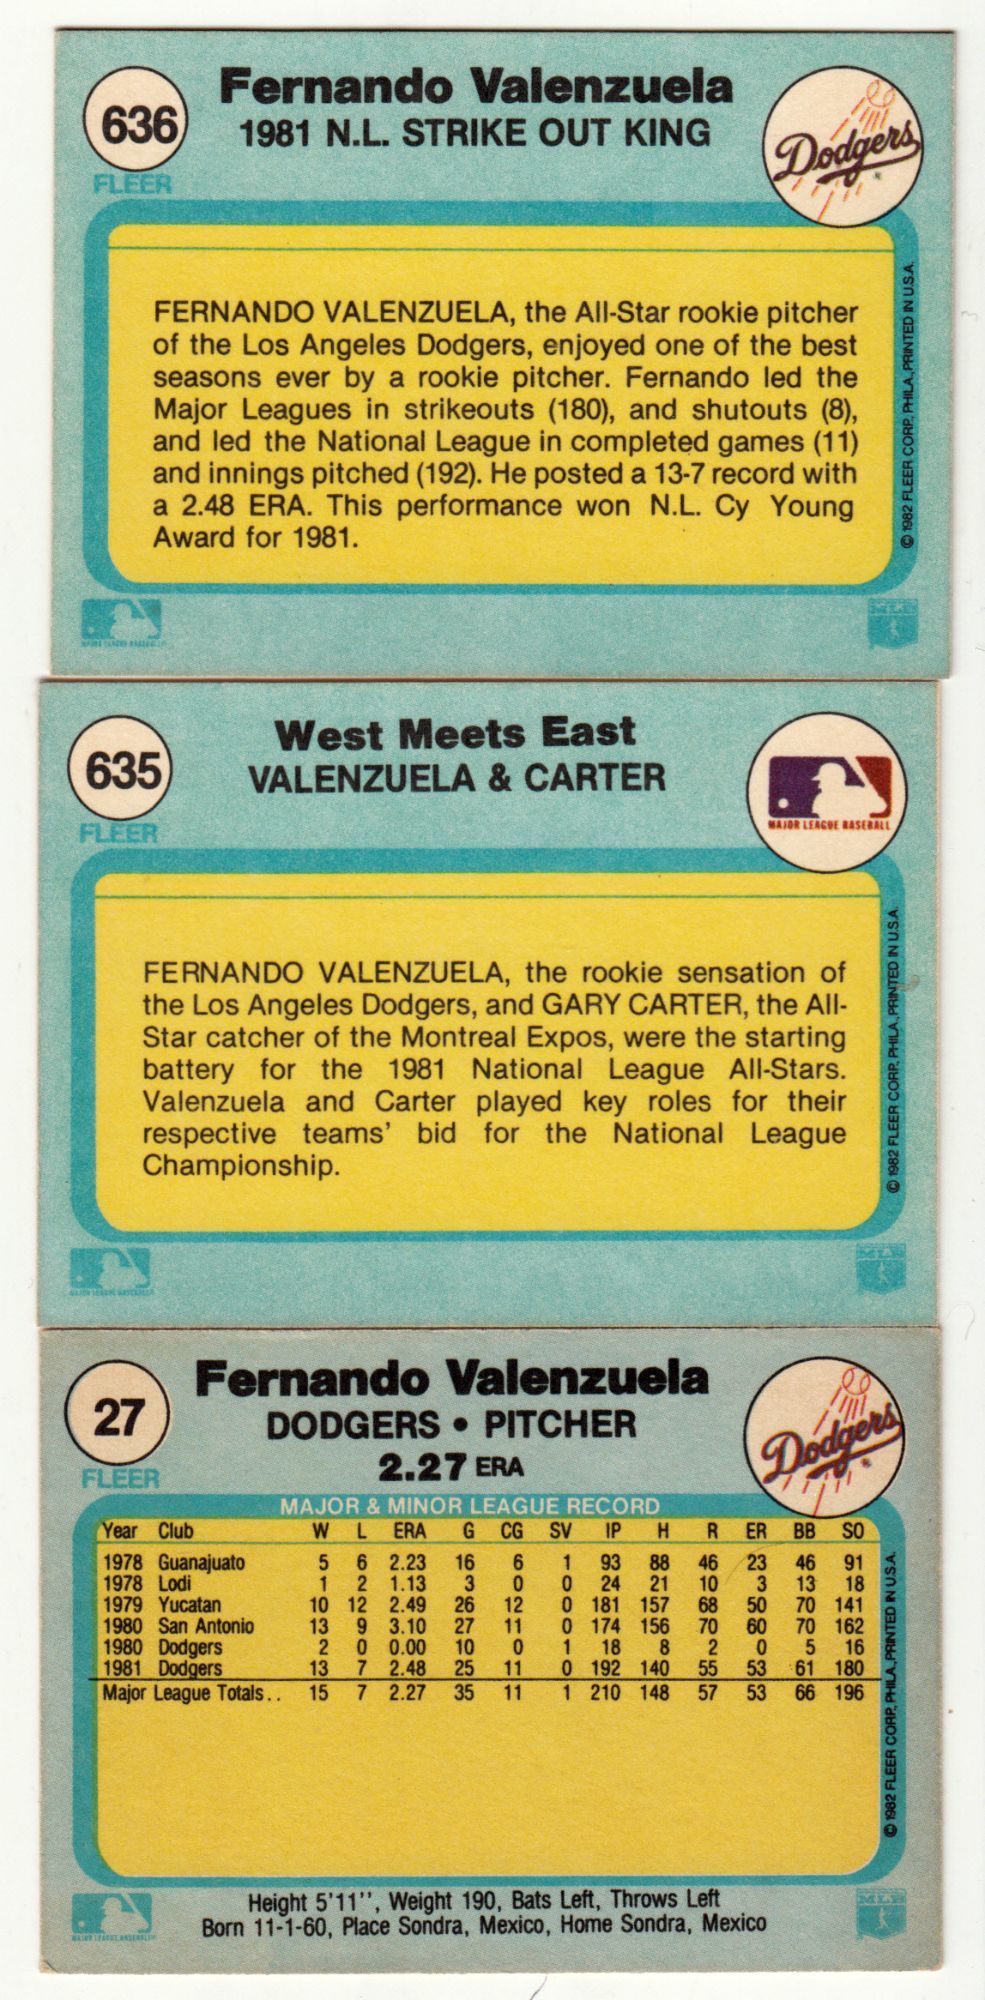 636
FLEER
Fernando Valenzuela
1981 N.L. STRIKE OUT KING
Dodgers
®
FERNANDO VALENZUELA, the All-Star rookie pitcher
of the Los Angeles Dodgers, enjoyed one of the best
seasons ever by a rookie pitcher. Fernando led the
Major Leagues in strikeouts (180), and shutouts (8),
and led the National League in completed games (11)
and innings pitched (192). He posted a 13-7 record with
a 2.48 ERA. This performance won N.L. Cy Young
Award for 1981.
© 1982 FLEER CORP., PHILA., PRINTED IN U.S.A.
MAJOR LEAGUE BASEBALL
MLB
635
FLEER
West Meets East
VALENZUELA & CARTER
MAJOR LEAGUE BASEBALL
FERNANDO VALENZUELA, the rookie sensation of
the Los Angeles Dodgers, and GARY CARTER, the All-
Star catcher of the Montreal Expos, were the starting
battery for the 1981 National League All-Stars.
Valenzuela and Carter played key roles for their
respective teams' bid for the National League
Championship.
© 1982 FLEER CORP., PHILA., PRINTED IN U.S.A.
MAJOR LEAGUE BASEBALL
MLB
27
FLEER
Fernando Valenzuela
DODGERS • PITCHER
2.27 ERA
Dodgers
®
MAJOR & MINOR LEAGUE RECORD
Year Club W L ERA G CG SV IP H R ER BB SO
1978 Guanajuato 5 6 2.23 16 6 1 93 88 46 23 46 91
1978 Lodi 1 2 1.13 3 0 0 24 21 10 3 13 18
1979 Yucatan 10 12 2.49 26 12 0 181 157 68 50 70 141
1980 San Antonio 13 9 3.10 27 11 0 174 156 70 60 70 162
1980 Dodgers 2 0 0.00 10 0 1 18 8 2 0 5 16
1981 Dodgers 13 7 2.48 25 11 0 192 140 55 53 61 180
Major League Totals.. 15 7 2.27 35 11 1 210 148 57 53 66 196
© 1982 FLEER CORP., PHILA., PRINTED IN U.S.A.
Height 5'11'', Weight 190, Bats Left, Throws Left
Born 11-1-60, Place Sondra, Mexico, Home Sondra, Mexico
MAJOR LEAGUE BASEBALL
MLB